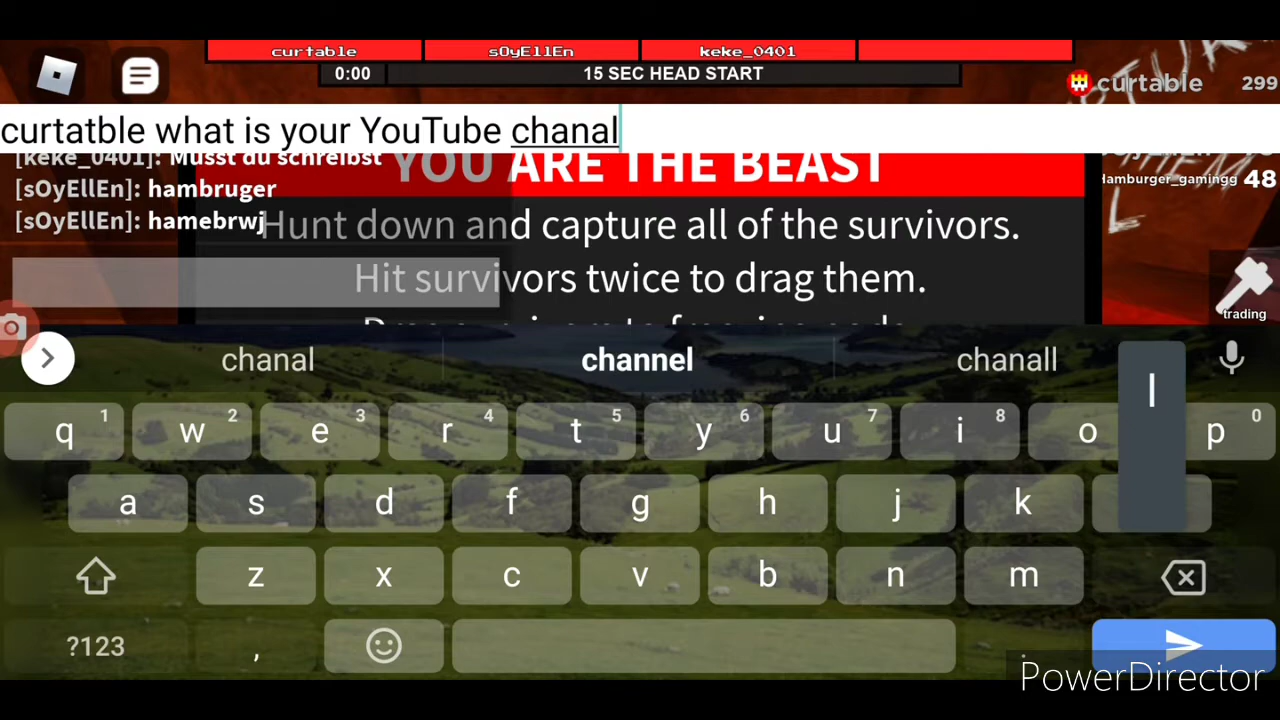 curtable sOyEllEn keke_0401
0:00 15 SEC HEAD START
curtable 299
curtatble what is your YouTube chanal
[keke_0401]: Musst du schreibst
YOU ARE THE BEAST
Hamburger_gamingg 48
[sOyEllEn]: hambruger
[sOyEllEn]: hamebrwj
Hunt down and capture all of the survivors.
Hit survivors twice to drag them.
trading
chanal channel chanall
l
q 1 w 2 e 3 r 4 t 5 y 6 u 7 i 8 o p 0
a s d f g h j k
z x c v b n m
?123 , .
PowerDirector